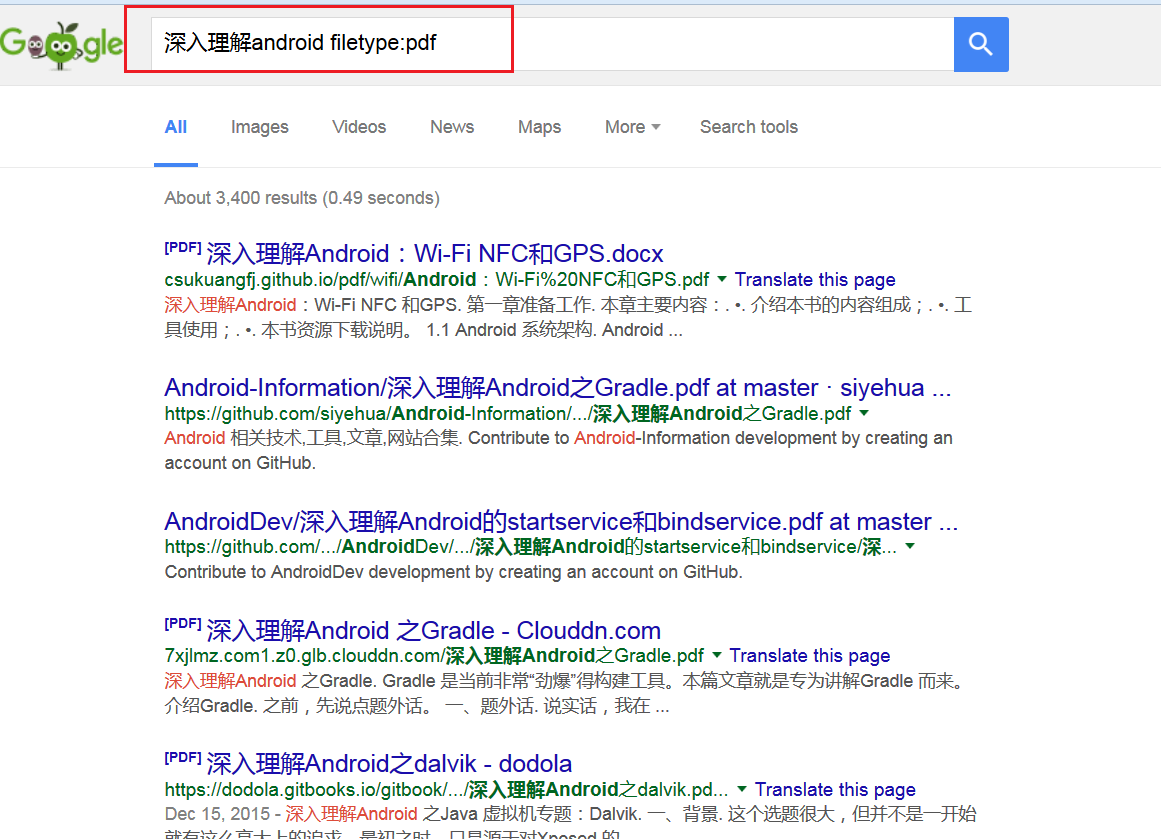 Google
深入理解android filetype:pdf
All Images Videos News Maps More Search tools
About 3,400 results (0.49 seconds)
[PDF] 深入理解Android：Wi-Fi NFC和GPS.docx
csukuangfj.github.io/pdf/wifi/Android：Wi-Fi%20NFC和GPS.pdf Translate this page
深入理解Android：Wi-Fi NFC 和GPS. 第一章准备工作. 本章主要内容：. •. 介绍本书的内容组成；. •. 工
具使用；. •. 本书资源下载说明。 1.1 Android 系统架构. Android ...
Android-Information/深入理解Android之Gradle.pdf at master · siyehua ...
https://github.com/siyehua/Android-Information/.../深入理解Android之Gradle.pdf
Android 相关技术,工具,文章,网站合集. Contribute to Android-Information development by creating an
account on GitHub.
AndroidDev/深入理解Android的startservice和bindservice.pdf at master ...
https://github.com/.../AndroidDev/.../深入理解Android的startservice和bindservice/深...
Contribute to AndroidDev development by creating an account on GitHub.
[PDF] 深入理解Android 之Gradle - Clouddn.com
7xjlmz.com1.z0.glb.clouddn.com/深入理解Android之Gradle.pdf Translate this page
深入理解Android 之Gradle. Gradle 是当前非常“劲爆”得构建工具。本篇文章就是专为讲解Gradle 而来。
介绍Gradle. 之前，先说点题外话。 一、题外话. 说实话，我在 ...
[PDF] 深入理解Android之dalvik - dodola
https://dodola.gitbooks.io/gitbook/.../深入理解Android之dalvik.pd... Translate this page
Dec 15, 2015 - 深入理解Android 之Java 虚拟机专题：Dalvik. 一、背景. 这个选题很大，但并不是一开始
就有这么高大上的追求。最初之时，只是源于对Xposed 的